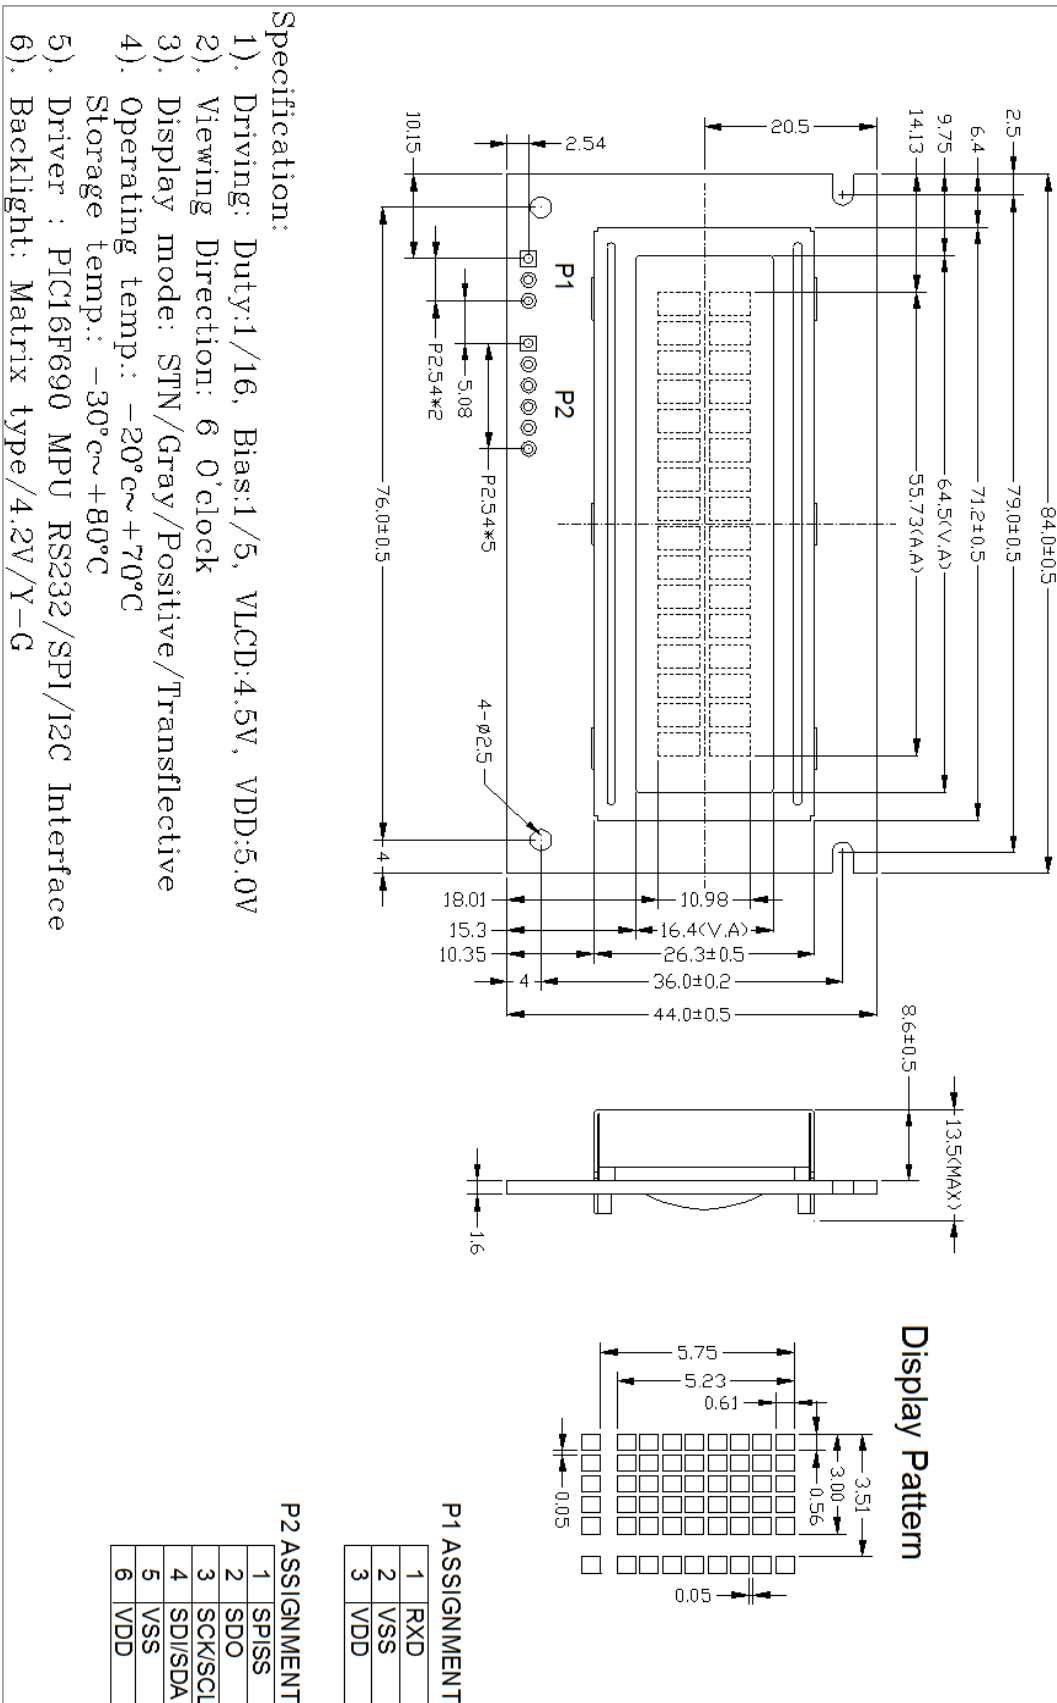 84.0±0.5
79.0±0.5
71.2±0.5
64.5(V.A)
55.73(A.A)
2.5
6.4
9.75
14.13
20.5
2.54
10.15
P1
P2
P2.54*2
5.08
P2.54*5
76.0±0.5
4-ø2.5
4
18.01
10.98
15.3
16.4(V.A)
10.35
26.3±0.5
4
36.0±0.2
44.0±0.5
8.6±0.5
13.5(MAX)
1.6
Display Pattern
3.51
3.00
0.56
5.75
5.23
0.61
0.05
0.05
P1 ASSIGNMENT
1 RXD
2 VSS
3 VDD
P2 ASSIGNMENT
1 SPISS
2 SDO
3 SCK/SCL
4 SDI/SDA
5 VSS
6 VDD
Specification:
1). Driving: Duty:1/16, Bias:1/5, VLCD:4.5V, VDD:5.0V
2). Viewing Direction: 6 O'clock
3). Display mode: STN/Gray/Positive/Transflective
4). Operating temp.: -20°c~+70°C
Storage temp.: -30°c~+80°C
5). Driver : PIC16F690 MPU RS232/SPI/I2C Interface
6). Backlight: Matrix type/4.2V/Y-G